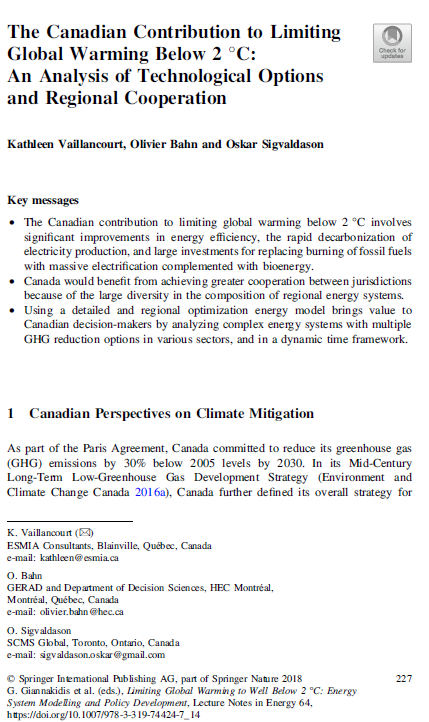 The Canadian Contribution to Limiting
Global Warming Below 2 °C:
An Analysis of Technological Options
and Regional Cooperation
Check for
updates
Kathleen Vaillancourt, Olivier Bahn and Oskar Sigvaldason
Key messages
• The Canadian contribution to limiting global warming below 2 °C involves
significant improvements in energy efficiency, the rapid decarbonization of
electricity production, and large investments for replacing burning of fossil fuels
with massive electrification complemented with bioenergy.
• Canada would benefit from achieving greater cooperation between jurisdictions
because of the large diversity in the composition of regional energy systems.
• Using a detailed and regional optimization energy model brings value to
Canadian decision-makers by analyzing complex energy systems with multiple
GHG reduction options in various sectors, and in a dynamic time framework.
1 Canadian Perspectives on Climate Mitigation
As part of the Paris Agreement, Canada committed to reduce its greenhouse gas
(GHG) emissions by 30% below 2005 levels by 2030. In its Mid-Century
Long-Term Low-Greenhouse Gas Development Strategy (Environment and
Climate Change Canada 2016a), Canada further defined its overall strategy for
K. Vaillancourt (✉)
ESMIA Consultants, Blainville, Québec, Canada
e-mail: kathleen@esmia.ca
O. Bahn
GERAD and Department of Decision Sciences, HEC Montréal,
Montréal, Québec, Canada
e-mail: olivier.bahn@hec.ca
O. Sigvaldason
SCMS Global, Toronto, Ontario, Canada
e-mail: sigvaldason.oskar@gmail.com
© Springer International Publishing AG, part of Springer Nature 2018 227
G. Giannakidis et al. (eds.), Limiting Global Warming to Well Below 2 °C: Energy
System Modelling and Policy Development, Lecture Notes in Energy 64,
https://doi.org/10.1007/978-3-319-74424-7_14